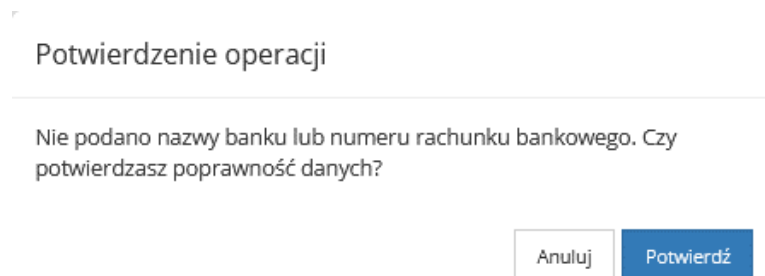 Potwierdzenie operacji
Nie podano nazwy banku lub numeru rachunku bankowego. Czy
potwierdzasz poprawność danych?
Anuluj
Potwierdź